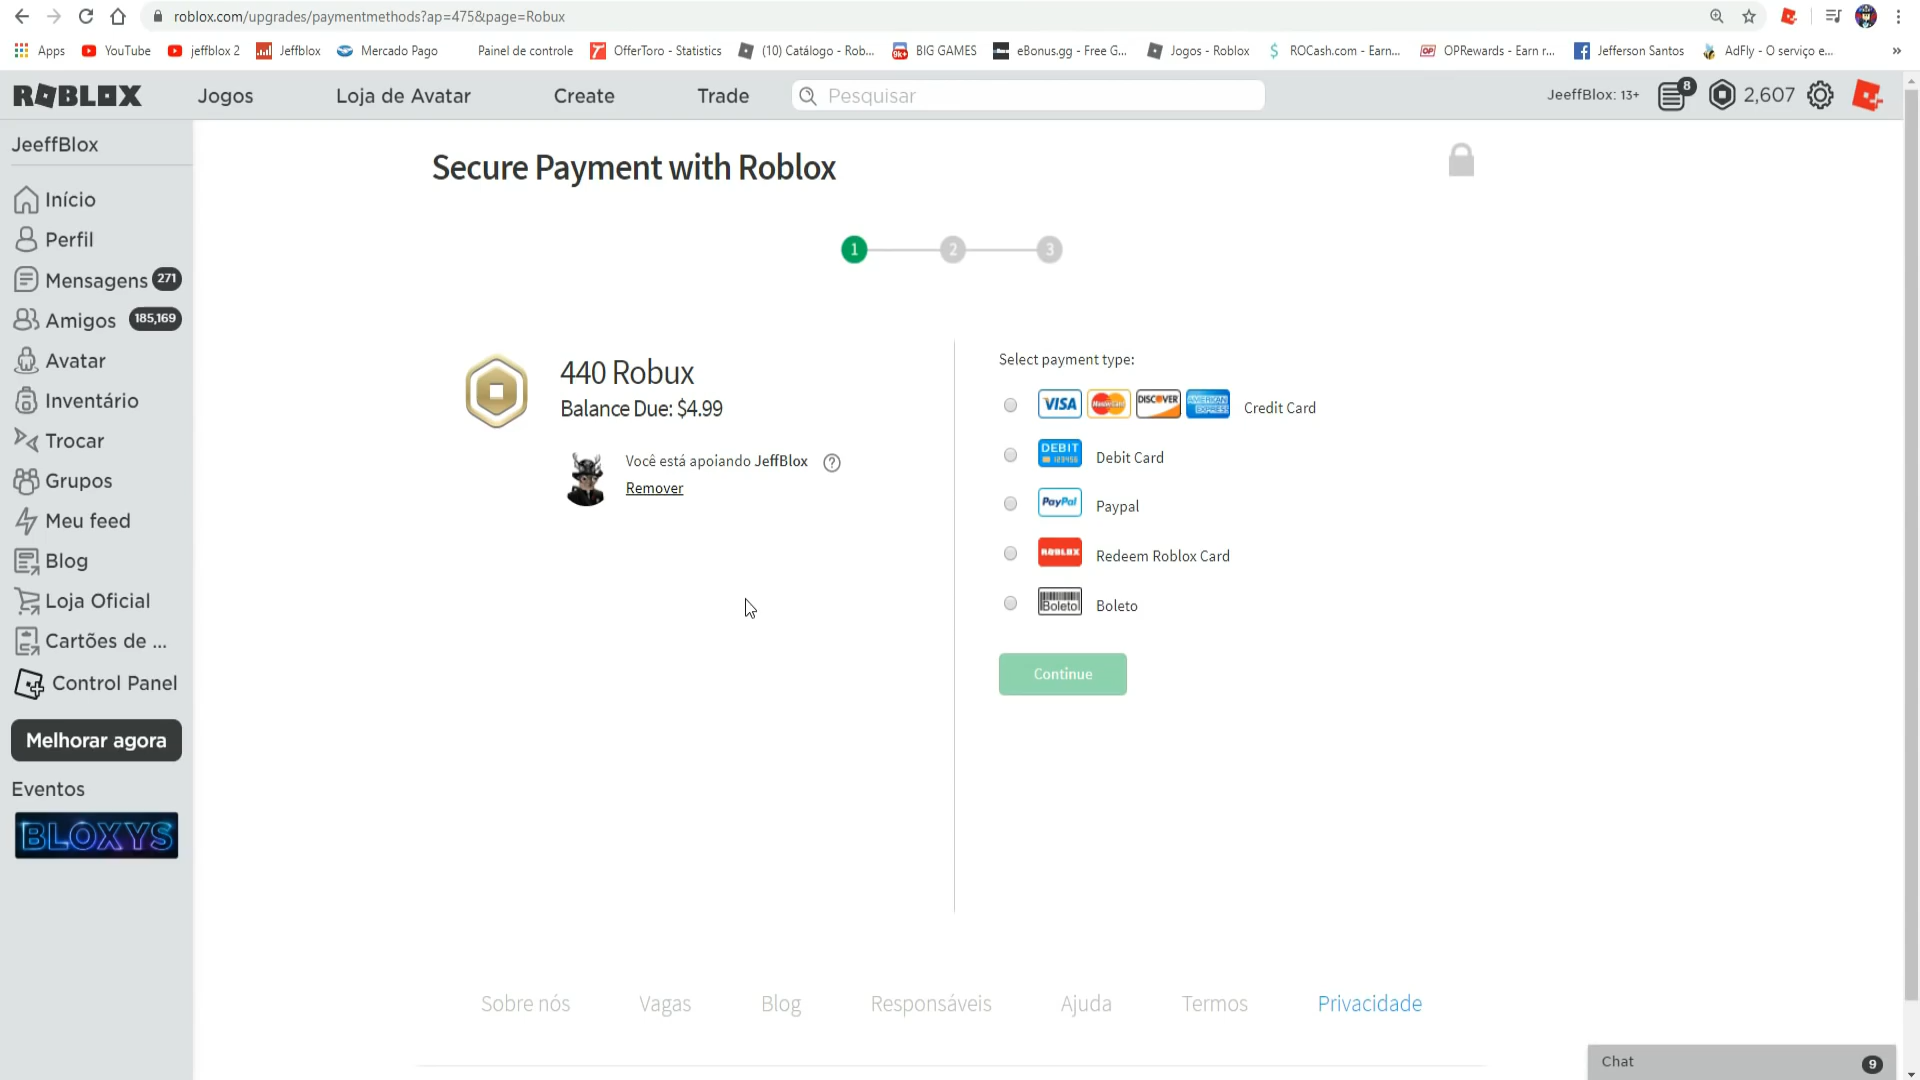 roblox.com/upgrades/paymentmethods?ap=475&page=Robux
Apps YouTube jeffblox 2 Jeffblox Mercado Pago Painel de controle OfferToro - Statistics (10) Catálogo - Rob... BIG GAMES eBonus.gg - Free G... Jogos - Roblox ROCash.com - Earn... OPRewards - Earn r... Jefferson Santos AdFly - O serviço e... »
ROBLOX Jogos Loja de Avatar Create Trade Pesquisar JeeffBlox: 13+ 8 2,607
JeeffBlox
Início
Perfil
Mensagens 271
Amigos 185,169
Avatar
Inventário
Trocar
Grupos
Meu feed
Blog
Loja Oficial
Cartões de ...
Control Panel
Melhorar agora
Eventos
BLOXYS
Secure Payment with Roblox
1 2 3
440 Robux
Balance Due: $4.99
Você está apoiando JeffBlox ?
Remover
Select payment type:
VISA MasterCard DISCOVER AMERICAN EXPRESS Credit Card
DEBIT 123456 Debit Card
PayPal Paypal
ROBLOX Redeem Roblox Card
Boleto Boleto
Continue
Sobre nós Vagas Blog Responsáveis Ajuda Termos Privacidade
Chat 9